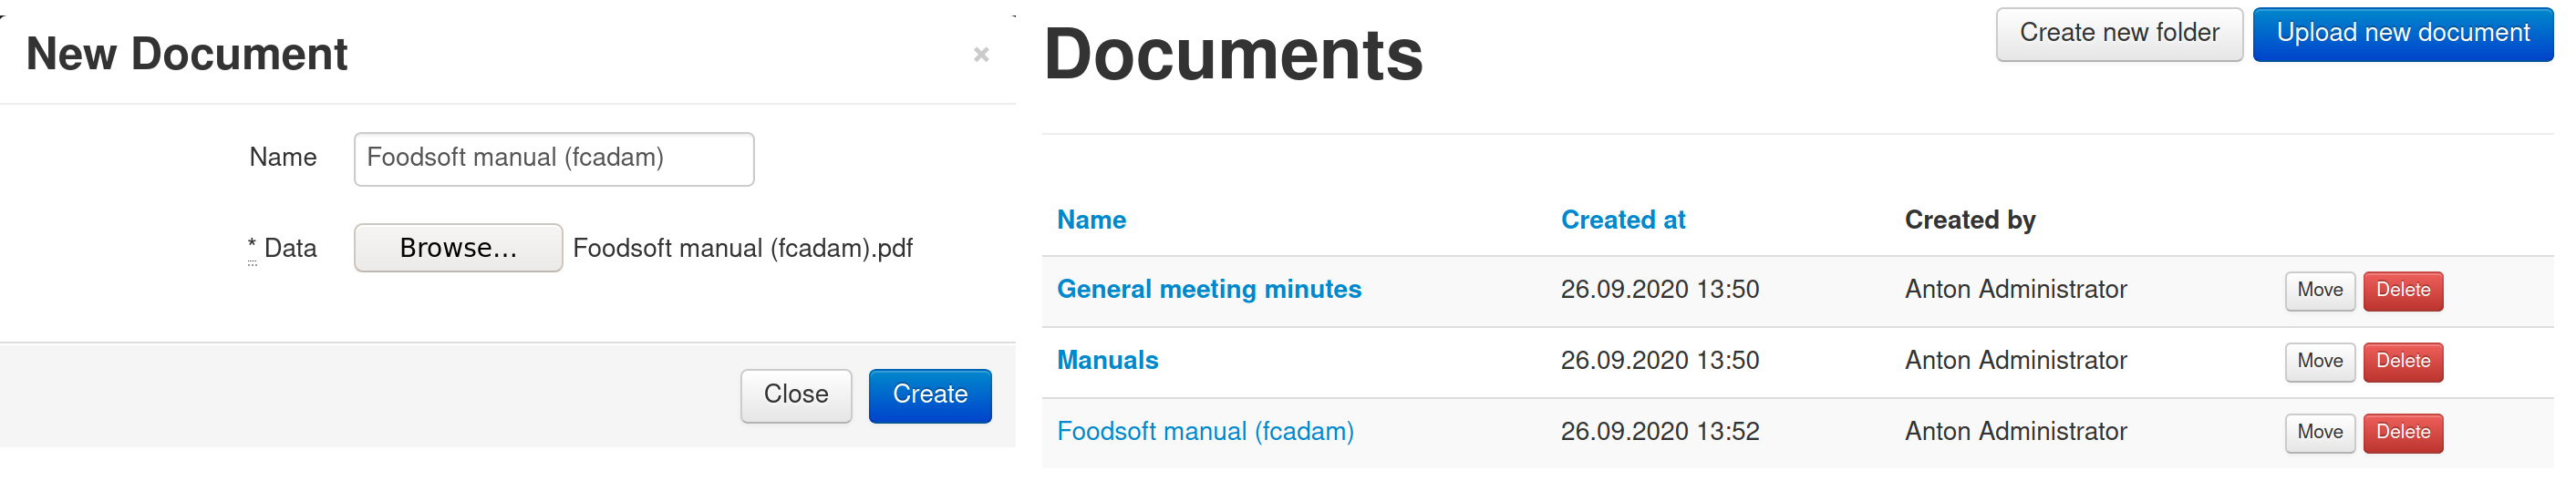 New Document ×
Name Foodsoft manual (fcadam)
* Data Browse... Foodsoft manual (fcadam).pdf
Close Create
Documents Create new folder Upload new document
Name Created at Created by
General meeting minutes 26.09.2020 13:50 Anton Administrator Move Delete
Manuals 26.09.2020 13:50 Anton Administrator Move Delete
Foodsoft manual (fcadam) 26.09.2020 13:52 Anton Administrator Move Delete